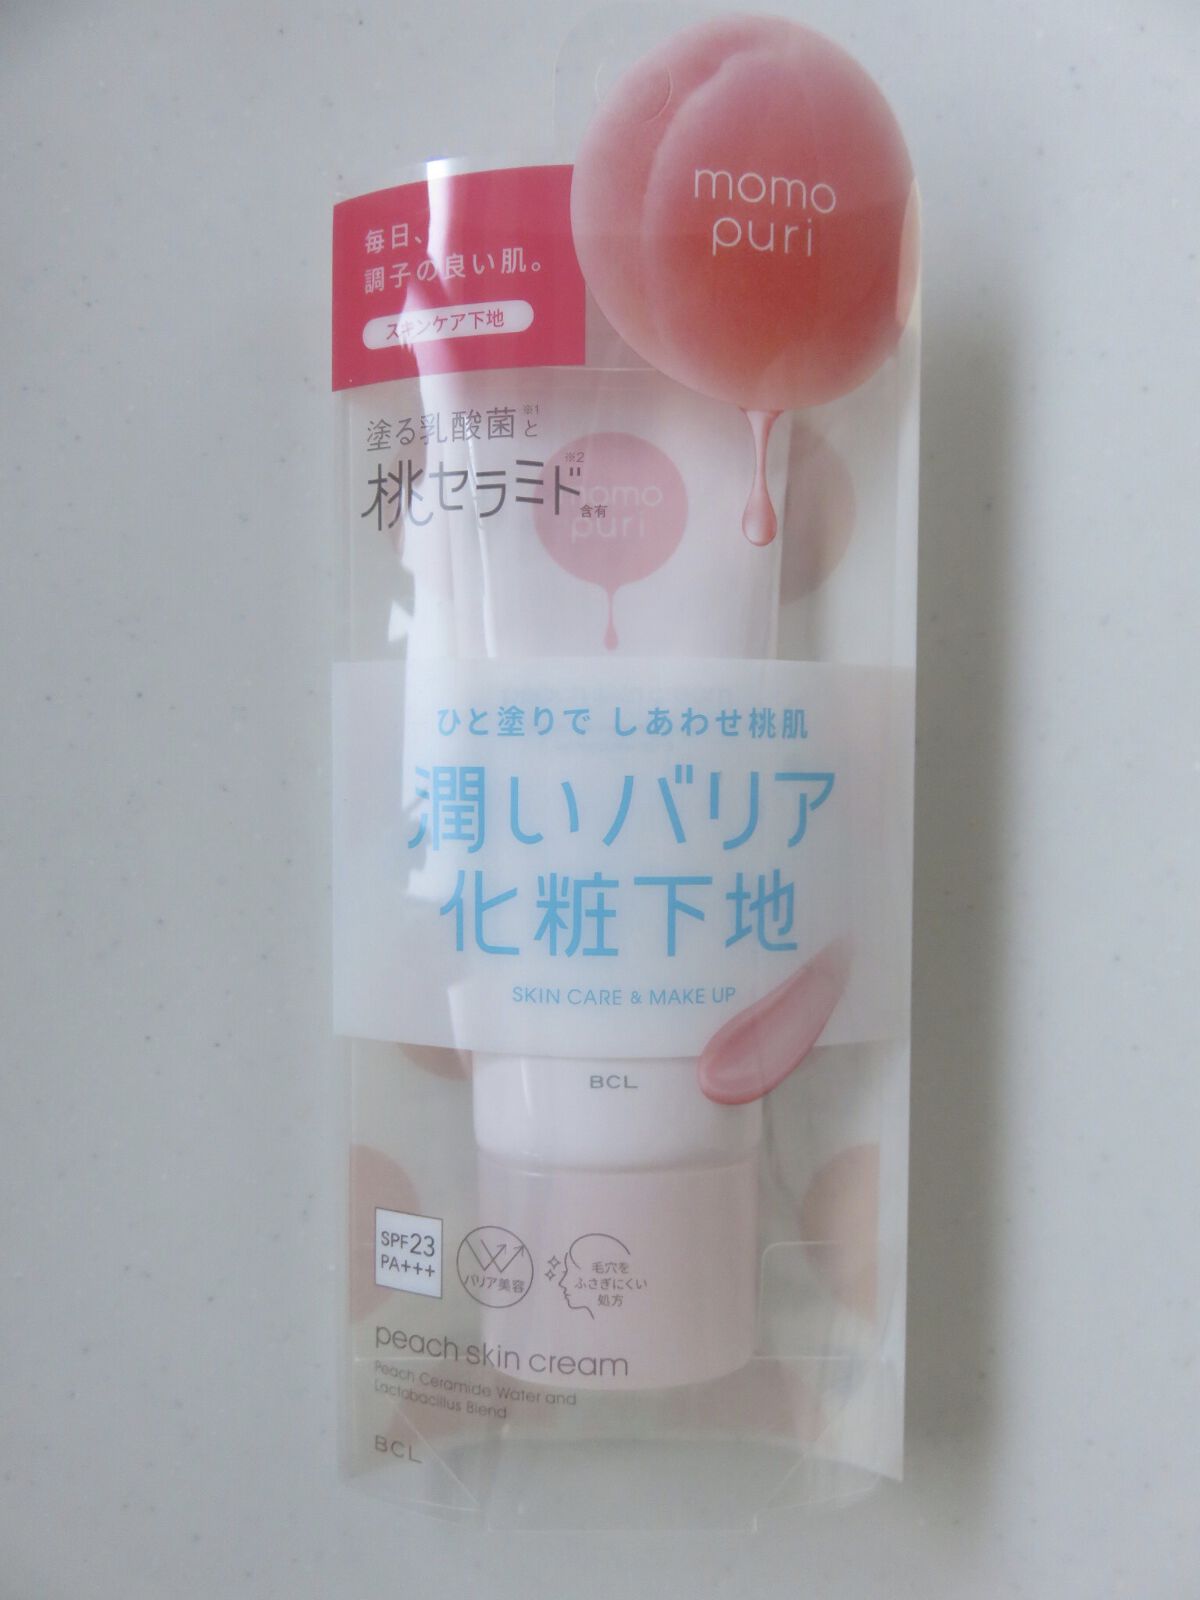 momo
puri
毎日、
調子の良い肌。
スキンケア下地
塗る乳酸菌※1と
桃セラミド※2含有
momo
puri
ひと塗りで しあわせ桃肌
潤いバリア
化粧下地
SKIN CARE & MAKE UP
BCL
SPF23
PA+++
バリア美容
毛穴を
ふさぎにくい
処方
peach skin cream
Peach Ceramide Water and
Lactobacillus Blend
BCL